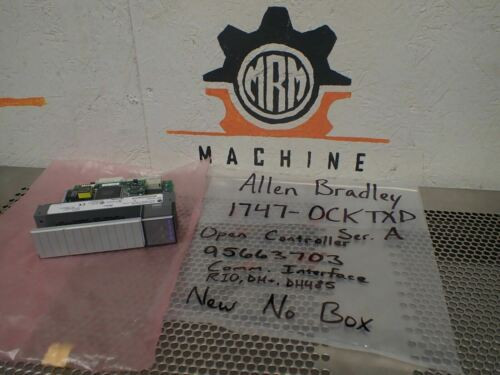 MRM
MACHINE
Allen Bradley
1747-OCKTXD
Open Controller Ser. A
95663703
Comm. Interface
RIO, DH+, DH485
New No Box